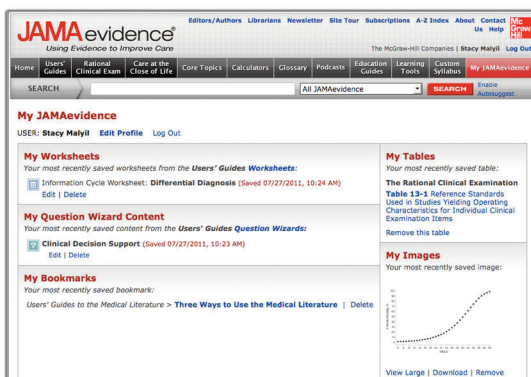 JAMAevidence®
Using Evidence to Improve Care
Editors/Authors Librarians Newsletter Site Tour Subscriptions A-Z Index About Contact
Us Help
Mc
Graw
Hill
The McGraw-Hill Companies | Stacy Malyil Log Out
Home Users' Guides Rational Clinical Exam Care at the Close of Life Core Topics Calculators Glossary Podcasts Education Guides Learning Tools Custom Syllabus My JAMAevidence
SEARCH All JAMAevidence SEARCH Enable
Autosuggest
My JAMAevidence
USER: Stacy Malyil Edit Profile Log Out
My Worksheets
Your most recently saved worksheets from the Users' Guides Worksheets:
Information Cycle Worksheet: Differential Diagnosis (Saved 07/27/2011, 10:24 AM)
Edit | Delete
My Question Wizard Content
Your most recently saved content from the Users' Guides Question Wizards:
? Clinical Decision Support (Saved 07/27/2011, 10:23 AM)
Edit | Delete
My Bookmarks
Your most recently saved bookmark:
Users' Guides to the Medical Literature > Three Ways to Use the Medical Literature | Delete
My Tables
Your most recently saved table:
The Rational Clinical Examination
Table 13-1 Reference Standards
Used in Studies Yielding Operating
Characteristics for Individual Clinical
Examination Items
Remove this table
My Images
Your most recently saved image:
View Large | Download | Remove